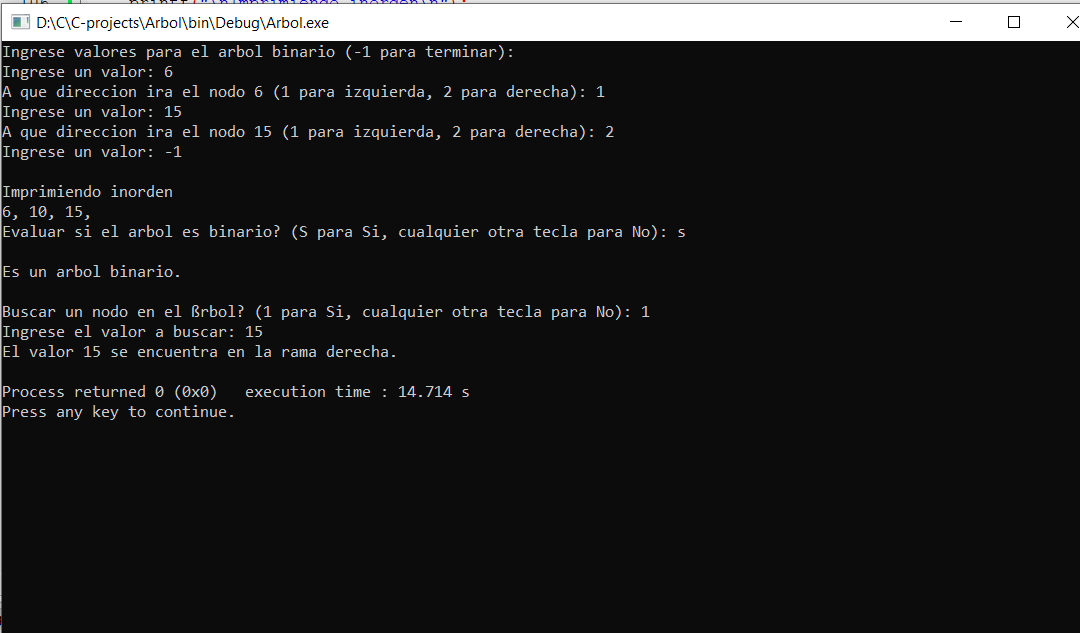 printf("\nImprimiendo inorden\n");
D:\C\C-projects\Arbol\bin\Debug\Arbol.exe
Ingrese valores para el arbol binario (-1 para terminar):
Ingrese un valor: 6
A que direccion ira el nodo 6 (1 para izquierda, 2 para derecha): 1
Ingrese un valor: 15
A que direccion ira el nodo 15 (1 para izquierda, 2 para derecha): 2
Ingrese un valor: -1
Imprimiendo inorden
6, 10, 15,
Evaluar si el arbol es binario? (S para Si, cualquier otra tecla para No): s
Es un arbol binario.
Buscar un nodo en el ßrbol? (1 para Si, cualquier otra tecla para No): 1
Ingrese el valor a buscar: 15
El valor 15 se encuentra en la rama derecha.
Process returned 0 (0x0)   execution time : 14.714 s
Press any key to continue.